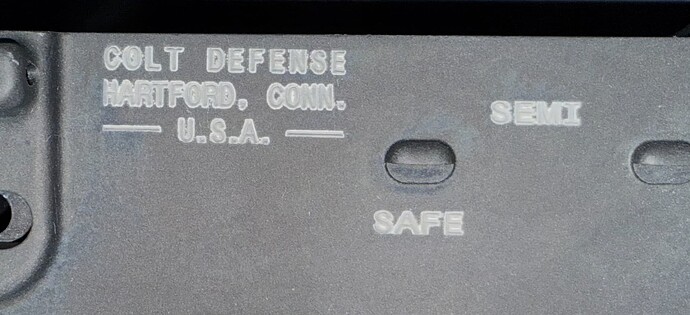 COLT DEFENSE
HARTFORD, CONN.
U.S.A.
SEMI
SAFE